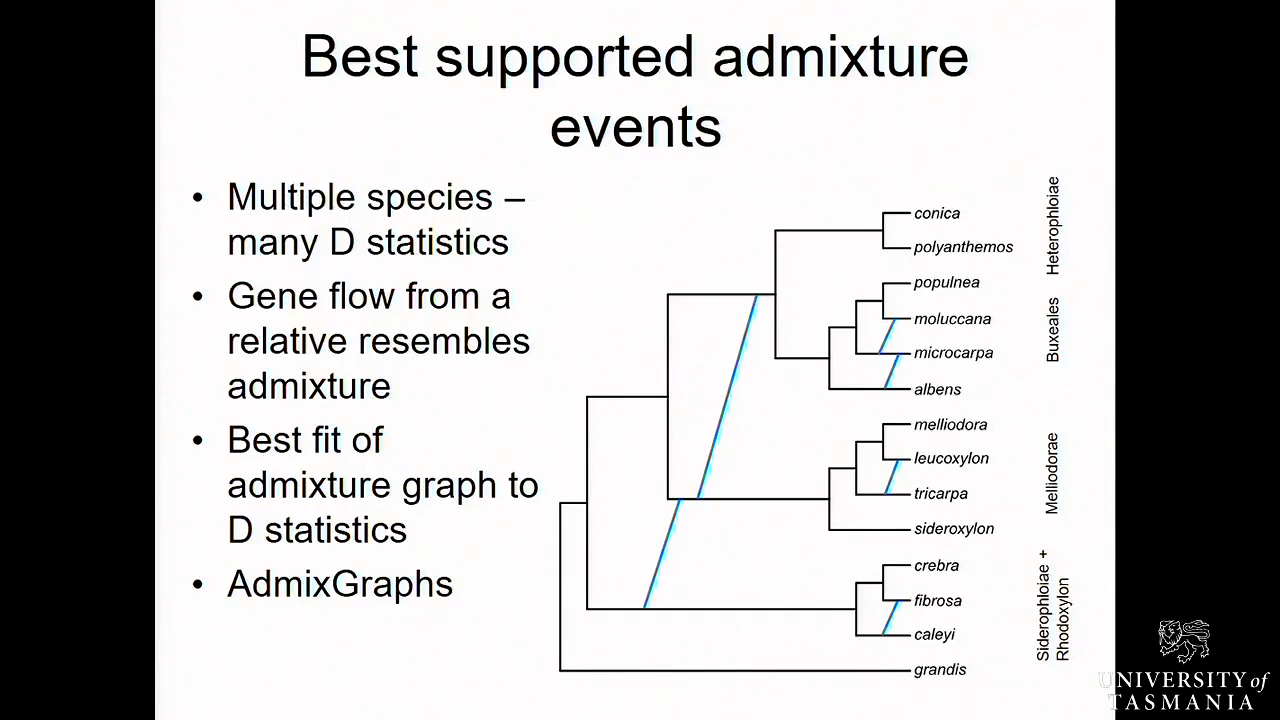 Best supported admixture
events
• Multiple species –
many D statistics
• Gene flow from a
relative resembles
admixture
• Best fit of
admixture graph to
D statistics
• AdmixGraphs
conica
polyanthemos
populnea
moluccana
microcarpa
albens
melliodora
leucoxylon
tricarpa
sideroxylon
crebra
fibrosa
caleyi
grandis
Heterophloiae
Buxeales
Melliodorae
Siderophloiae +
Rhodoxylon
UNIVERSITY of
TASMANIA